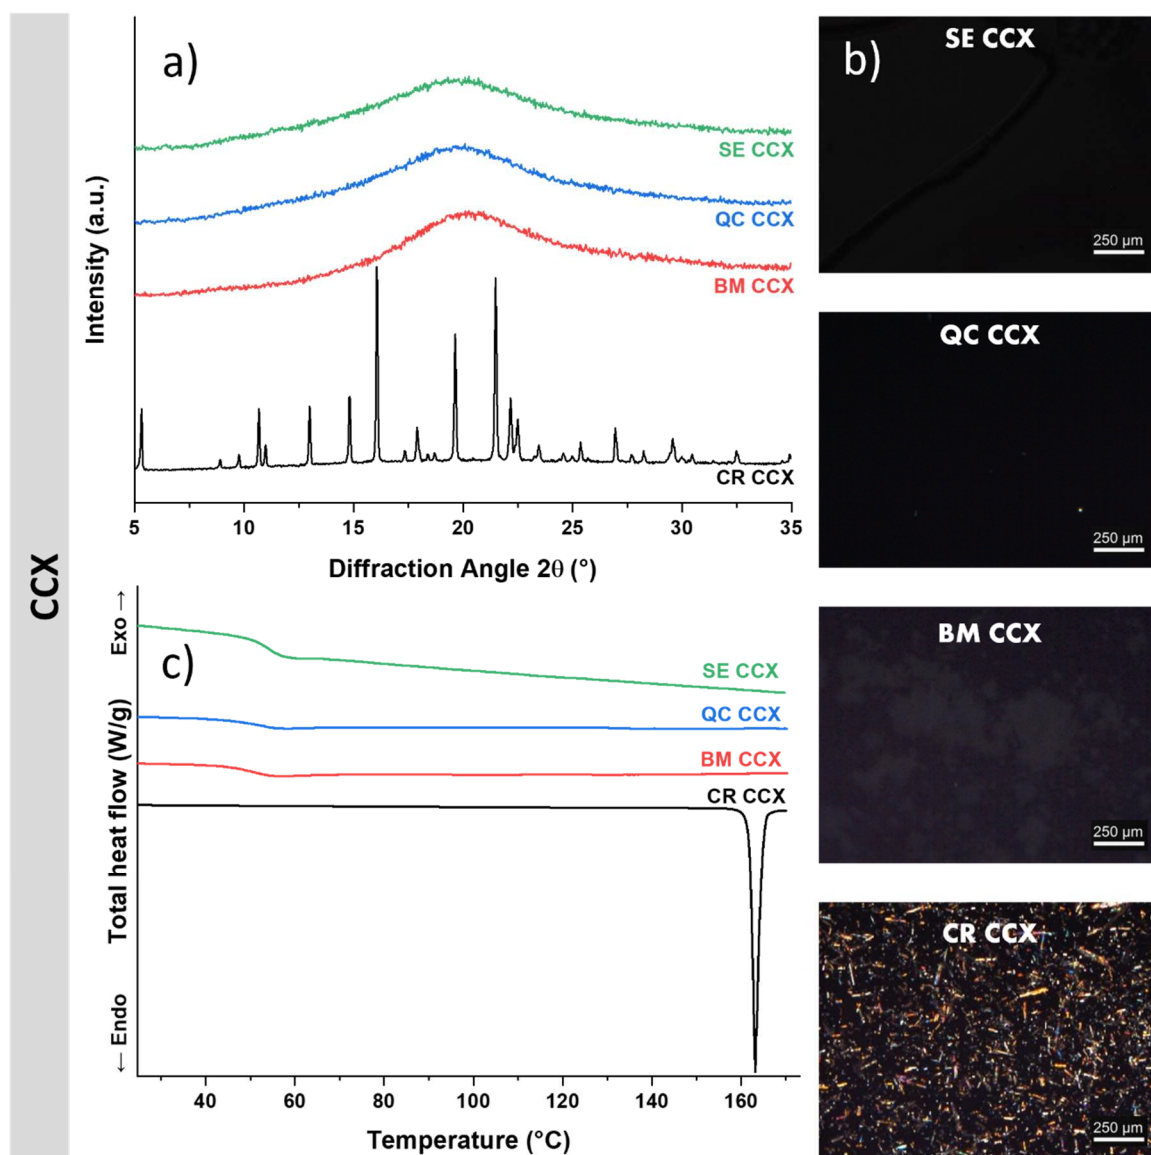 CCX
a)
SE CCX
QC CCX
BM CCX
CR CCX
Intensity (a.u.)
5 10 15 20 25 30 35
Diffraction Angle 2θ (°)
b)
SE CCX
250 µm
QC CCX
250 µm
BM CCX
250 µm
CR CCX
250 µm
c)
Exo →
Total heat flow (W/g)
← Endo
SE CCX
QC CCX
BM CCX
CR CCX
40 60 80 100 120 140 160
Temperature (°C)